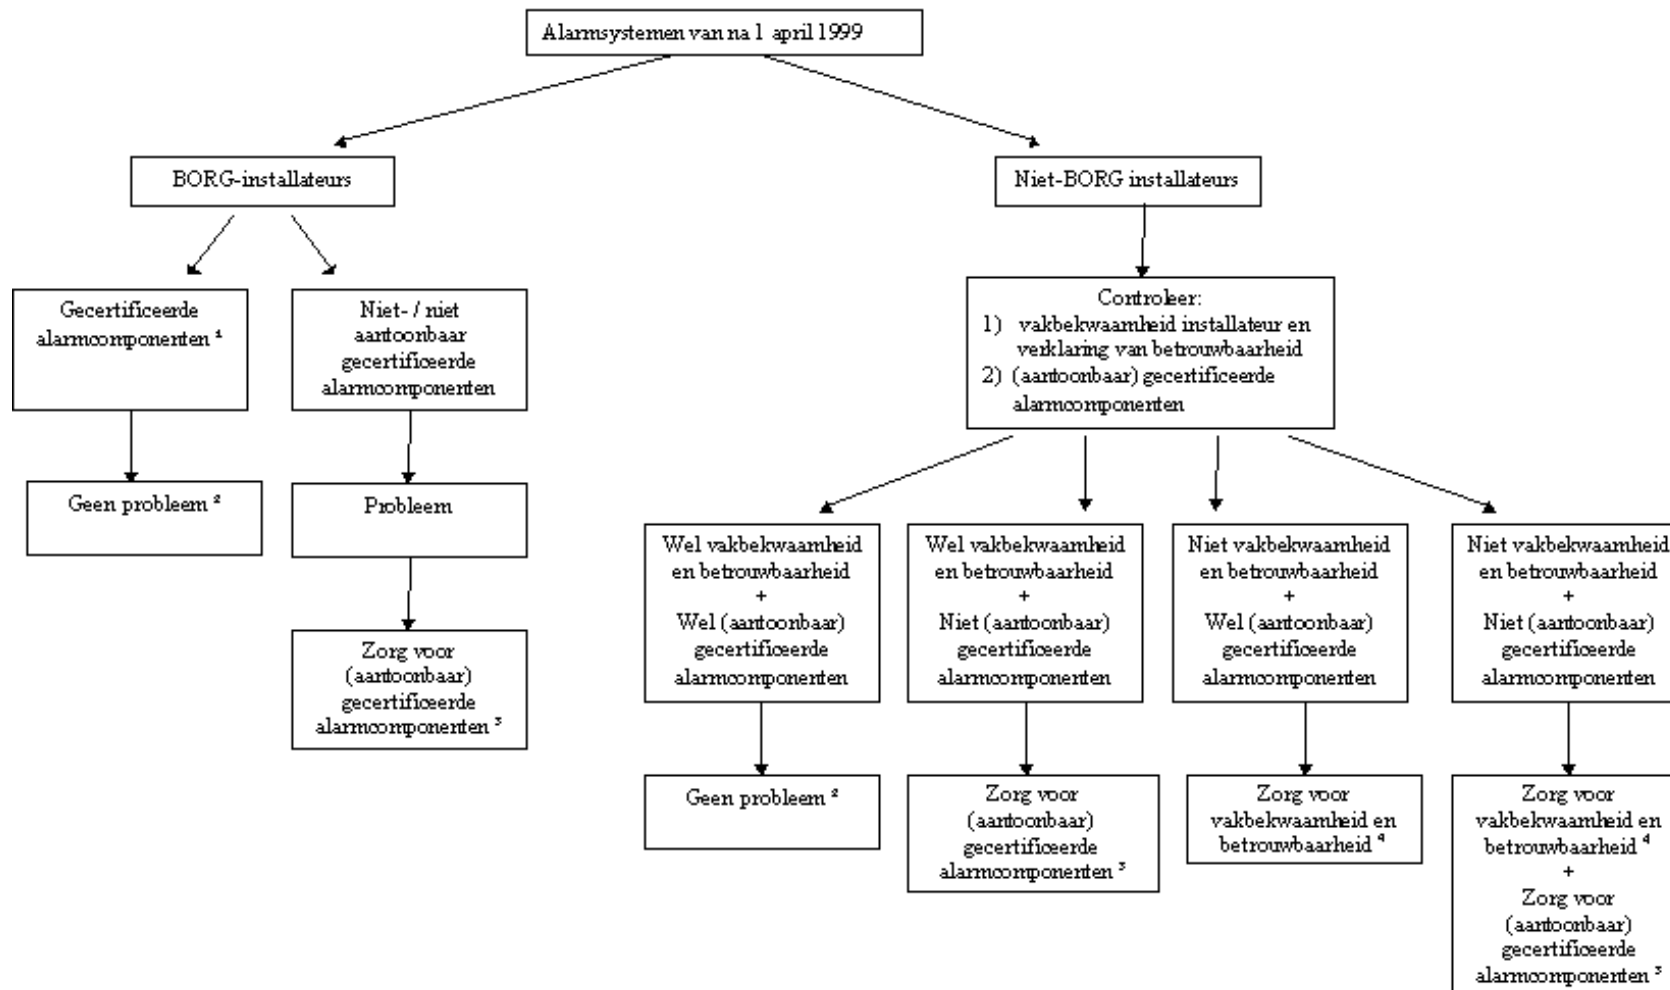 Alarmsystemen van na 1 april 1999
BORG-installateurs
Niet-BORG installateurs
Gecertificeerde
alarmcomponenten ¹
Niet- / niet
aantoonbaar
gecertificeerde
alarmcomponenten
Controleer:
1) vakbekwaamheid installateur en
verklaring van betrouwbaarheid
2) (aantoonbaar) gecertificeerde
alarmcomponenten
Geen probleem ²
Probleem
Zorg voor
(aantoonbaar)
gecertificeerde
alarmcomponenten ³
Wel vakbekwaamheid
en betrouwbaarheid
+
Wel (aantoonbaar)
gecertificeerde
alarmcomponenten
Wel vakbekwaamheid
en betrouwbaarheid
+
Niet (aantoonbaar)
gecertificeerde
alarmcomponenten
Niet vakbekwaamheid
en betrouwbaarheid
+
Wel (aantoonbaar)
gecertificeerde
alarmcomponenten
Niet vakbekwaamheid
en betrouwbaarheid
+
Niet (aantoonbaar)
gecertificeerde
alarmcomponenten
Geen probleem ²
Zorg voor
(aantoonbaar)
gecertificeerde
alarmcomponenten ³
Zorg voor
vakbekwaamheid en
betrouwbaarheid ⁴
Zorg voor
vakbekwaamheid en
betrouwbaarheid ⁴
+
Zorg voor
(aantoonbaar)
gecertificeerde
alarmcomponenten ³